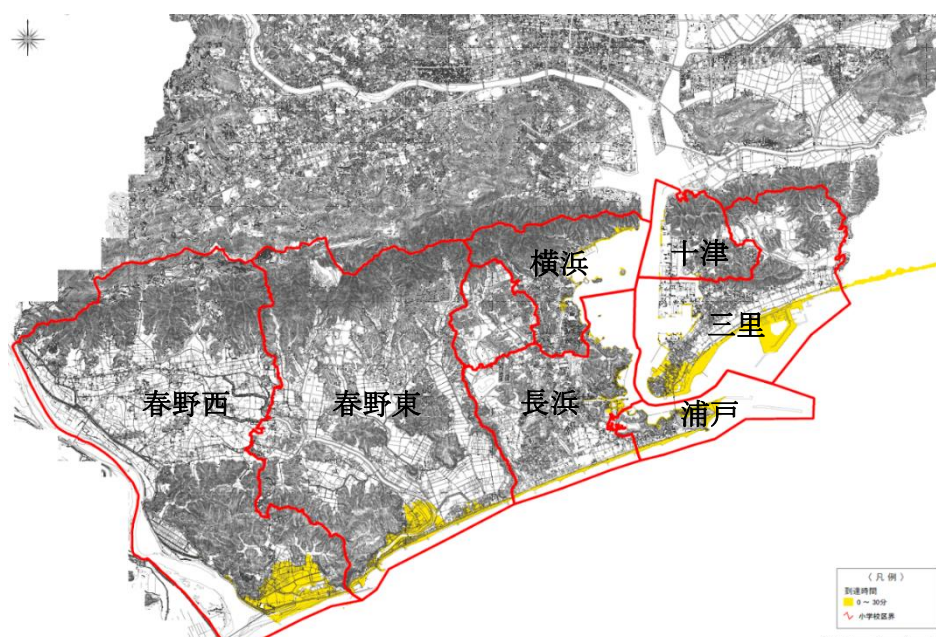 横浜
十津
三里
春野西
春野東
長浜
浦戸
(凡例)
到達時間
0～30分
小学校区界